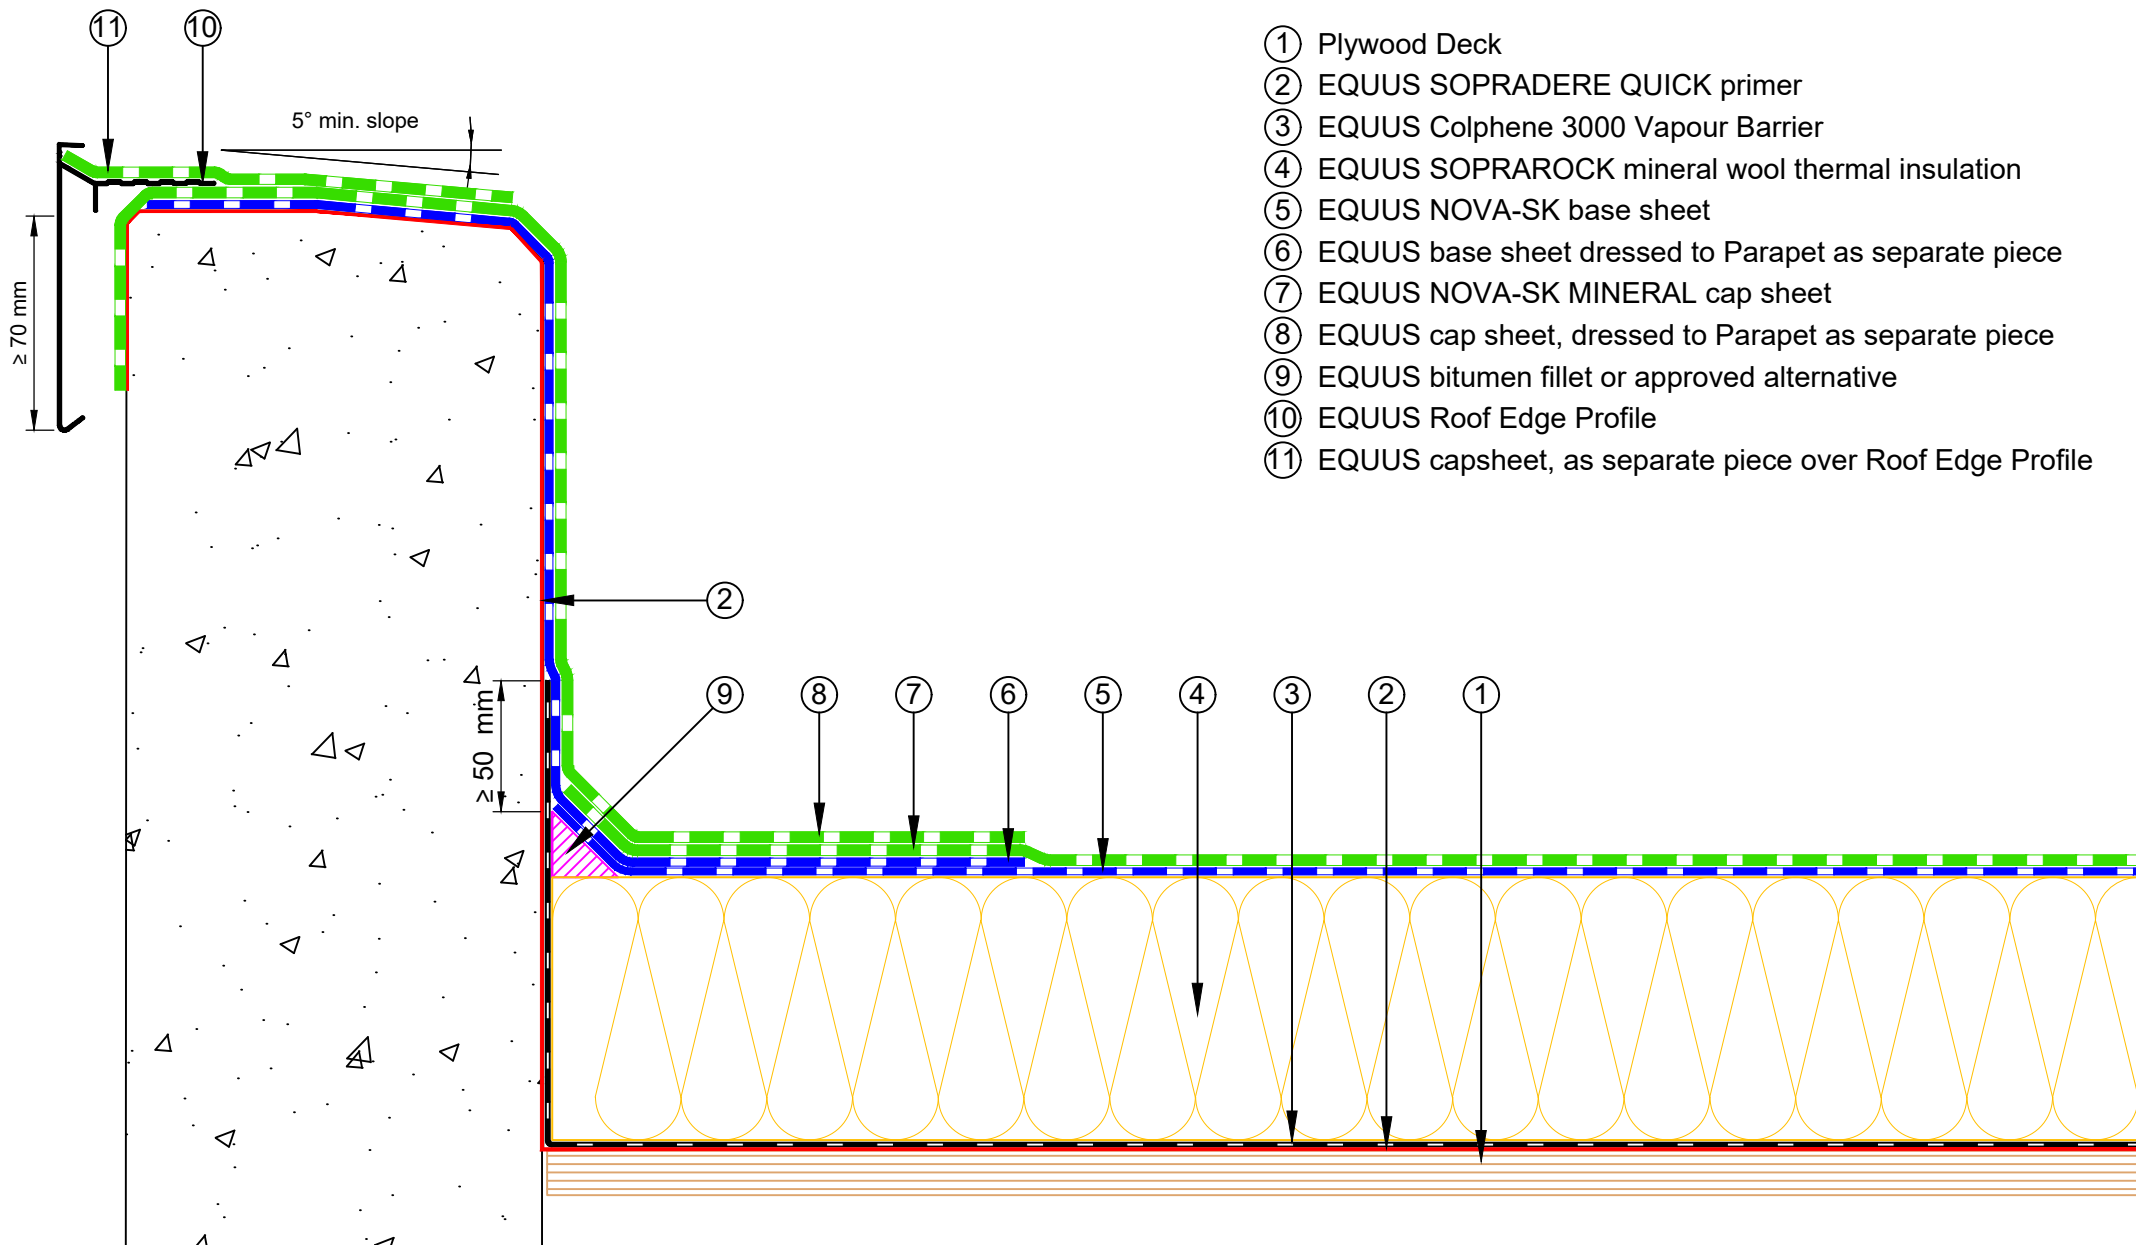 11 10
5° min. slope
≥ 70 mm
1 Plywood Deck
2 EQUUS SOPRADERE QUICK primer
3 EQUUS Colphene 3000 Vapour Barrier
4 EQUUS SOPRAROCK mineral wool thermal insulation
5 EQUUS NOVA-SK base sheet
6 EQUUS base sheet dressed to Parapet as separate piece
7 EQUUS NOVA-SK MINERAL cap sheet
8 EQUUS cap sheet, dressed to Parapet as separate piece
9 EQUUS bitumen fillet or approved alternative
10 EQUUS Roof Edge Profile
11 EQUUS capsheet, as separate piece over Roof Edge Profile
2
≥ 50 mm
9 8 7 6 5 4 3 2 1